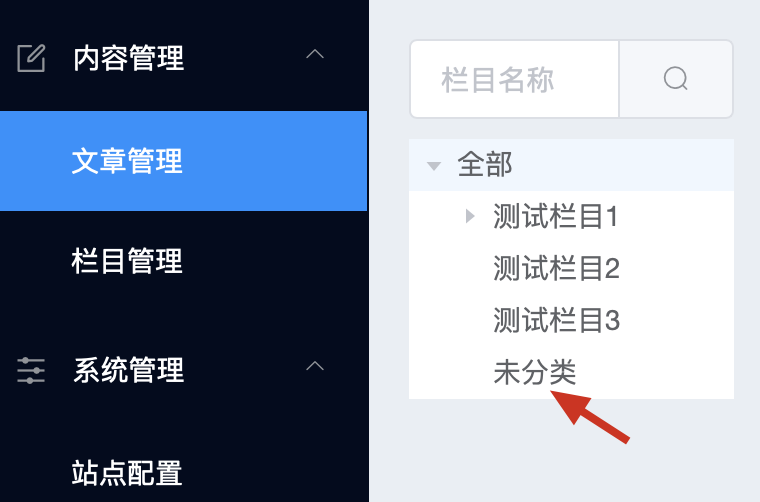 内容管理
文章管理
栏目管理
系统管理
站点配置
栏目名称
全部
测试栏目1
测试栏目2
测试栏目3
未分类